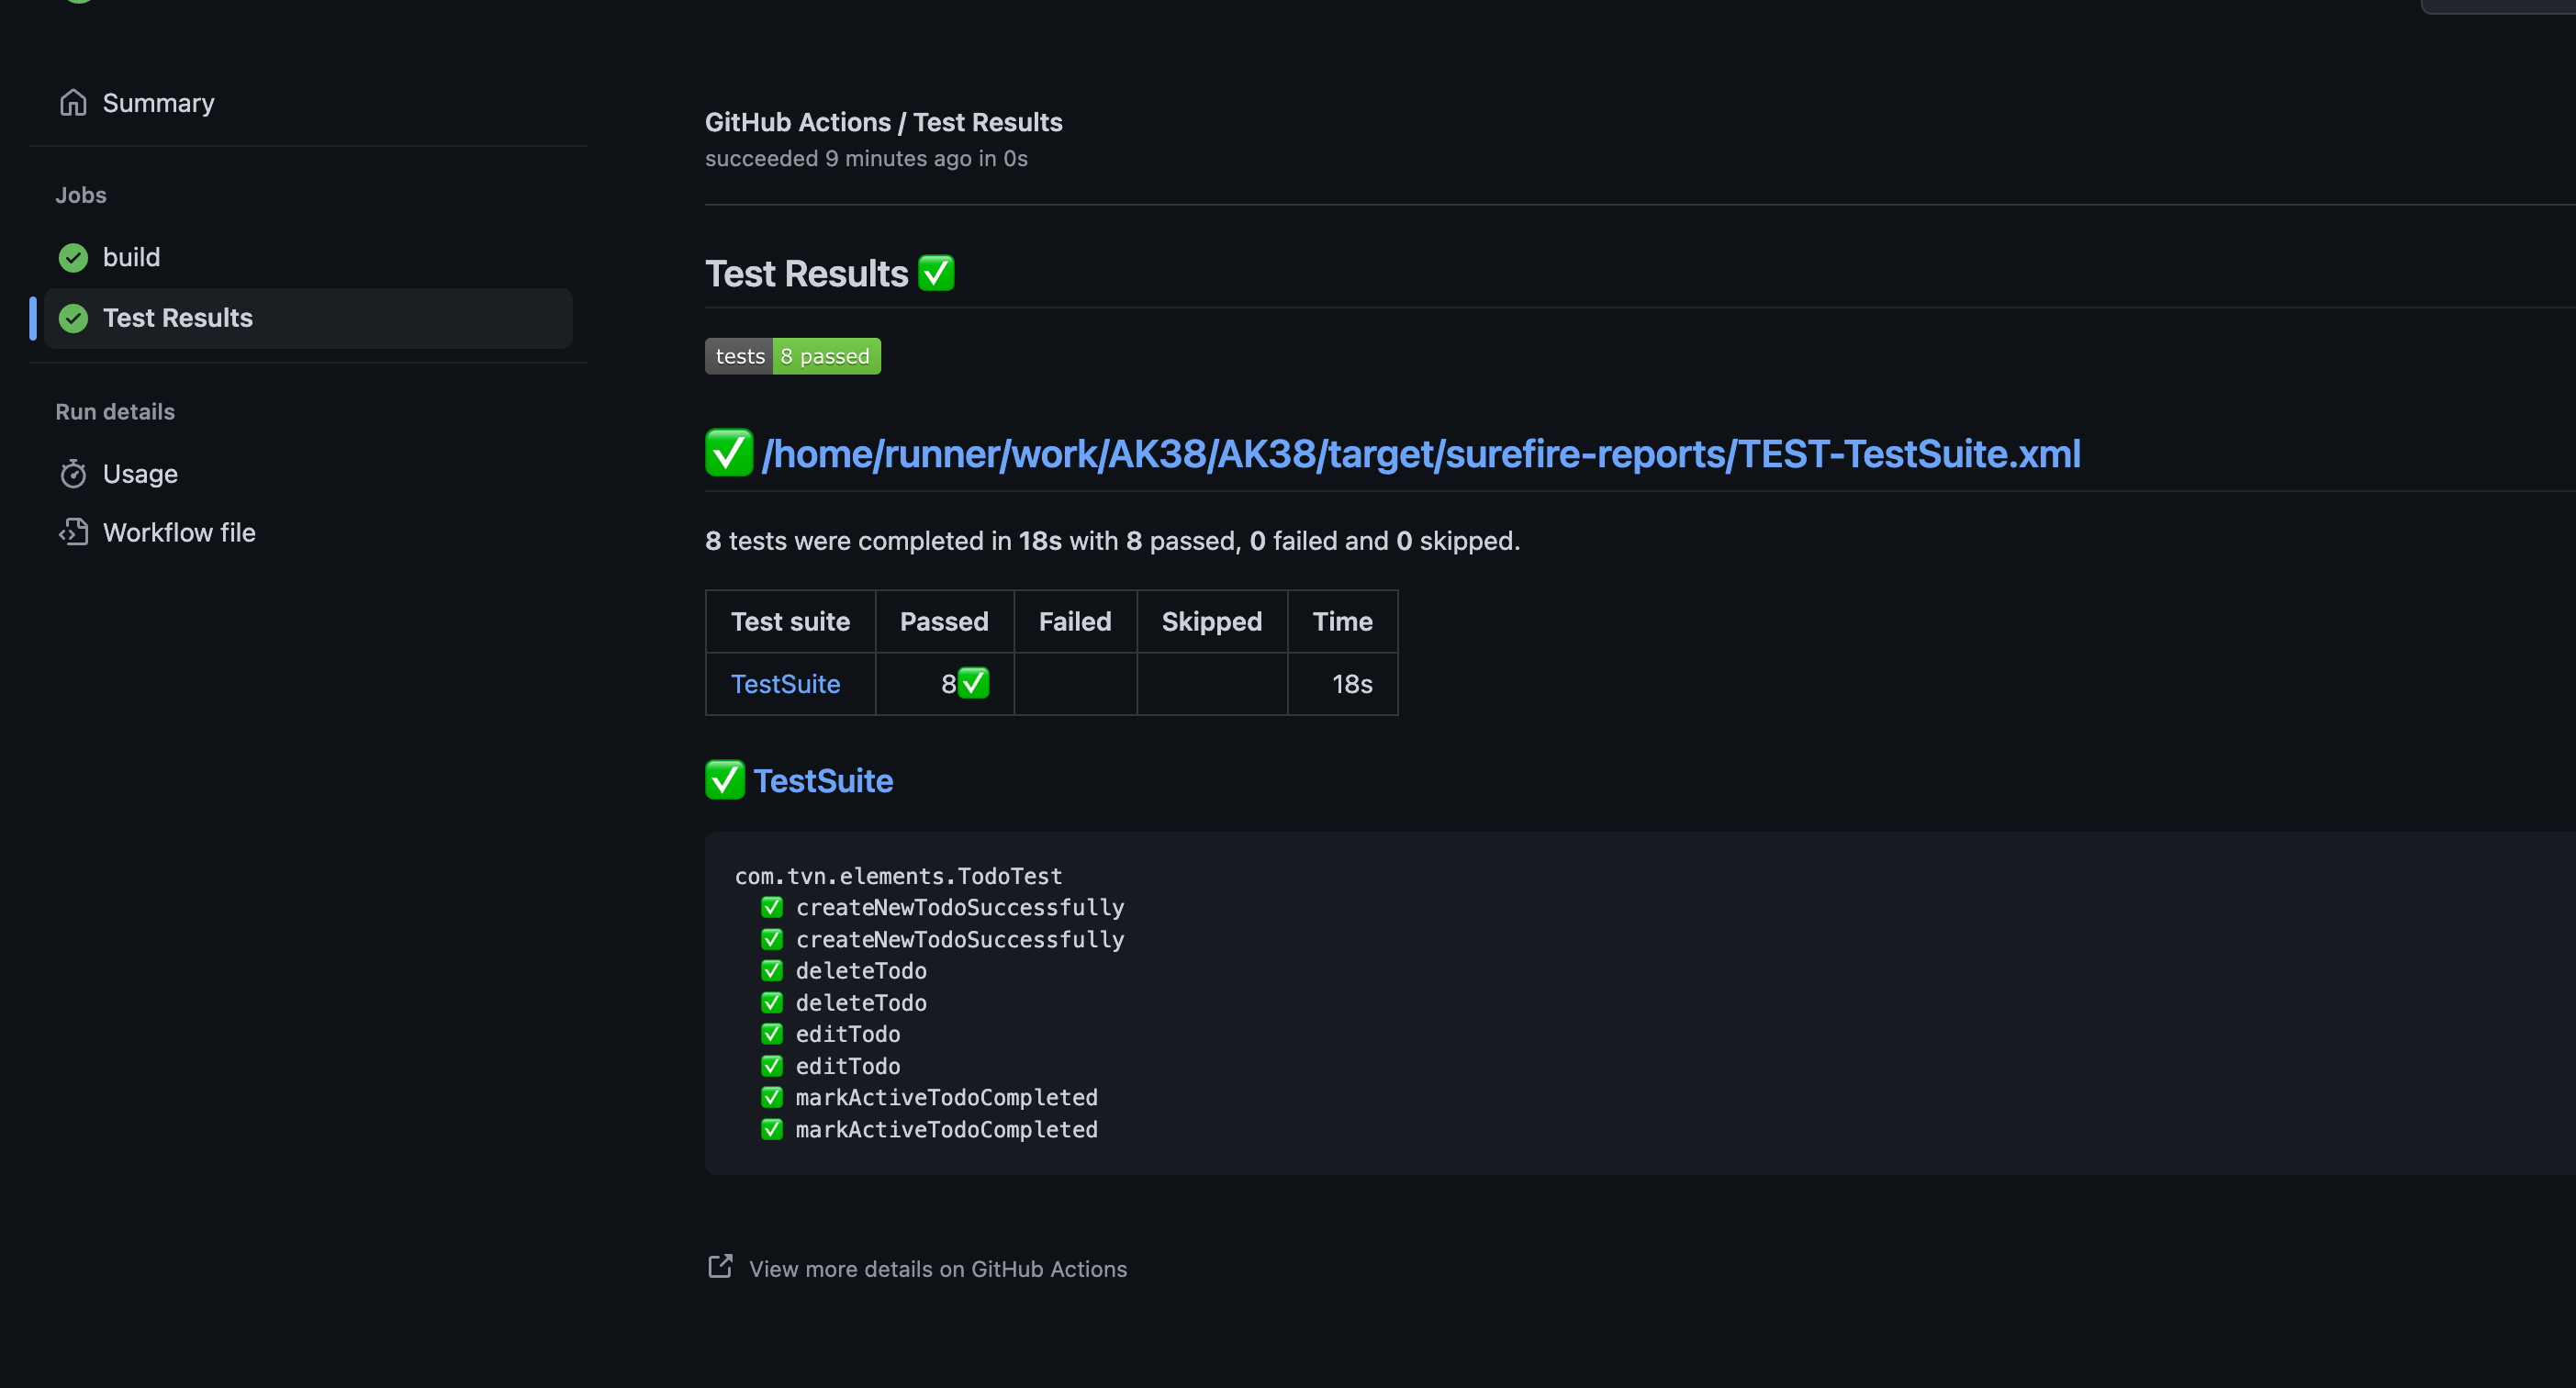 Summary
Jobs
build
Test Results
Run details
Usage
Workflow file
GitHub Actions / Test Results
succeeded 9 minutes ago in 0s
Test Results ✅
tests 8 passed
✅ /home/runner/work/AK38/AK38/target/surefire-reports/TEST-TestSuite.xml
8 tests were completed in 18s with 8 passed, 0 failed and 0 skipped.
Test suite Passed Failed Skipped Time
TestSuite 8✅ 18s
✅ TestSuite
com.tvn.elements.TodoTest
✅ createNewTodoSuccessfully
✅ createNewTodoSuccessfully
✅ deleteTodo
✅ deleteTodo
✅ editTodo
✅ editTodo
✅ markActiveTodoCompleted
✅ markActiveTodoCompleted
View more details on GitHub Actions